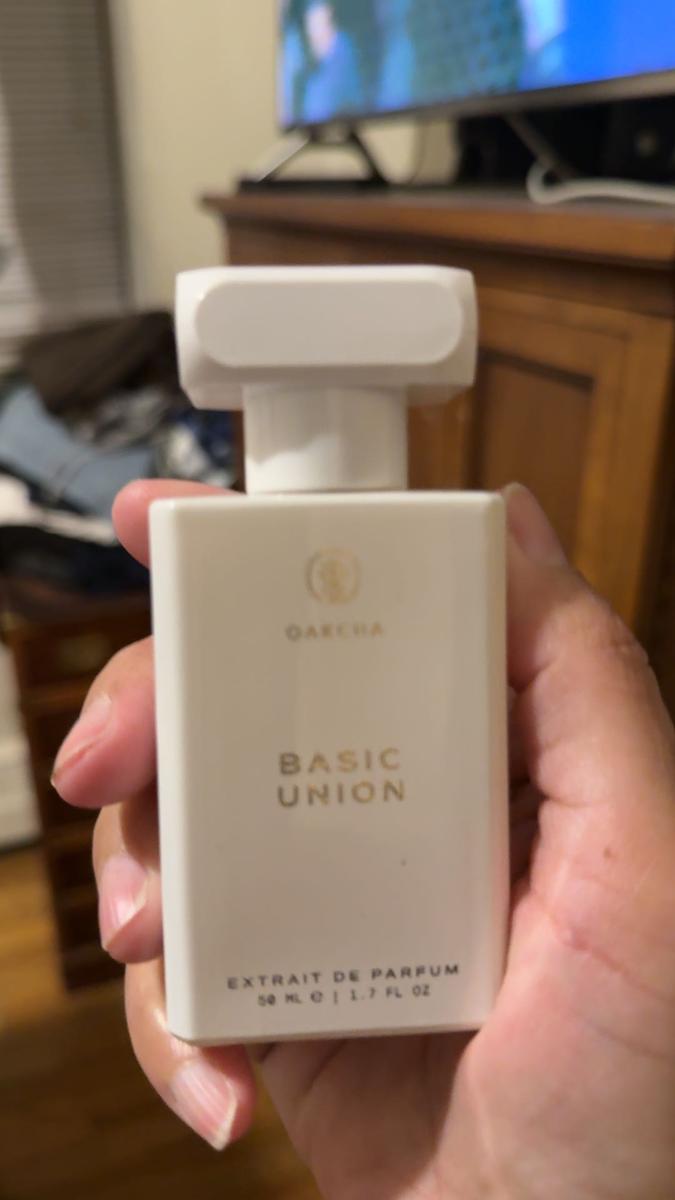 OAKCHA
BASIC
UNION
EXTRAIT DE PARFUM
50 ML ℮ | 1.7 FL OZ